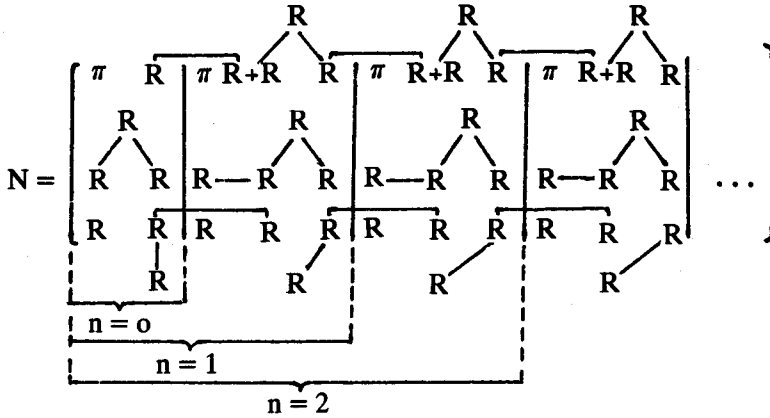 R R R
π R π R+R R π R+R R π R+R R
R R R R
N = R R R R R R R R R R R ...
R R R R R R R R R R R
R R R R
n = o
n = 1
n = 2